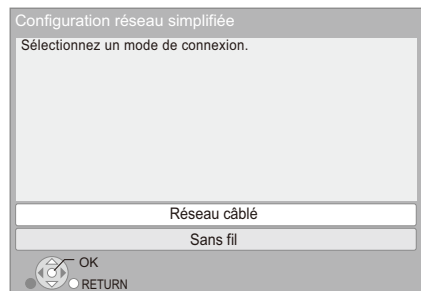 Configuration réseau simplifiée
Sélectionnez un mode de connexion.
Réseau câblé
Sans fil
OK
RETURN